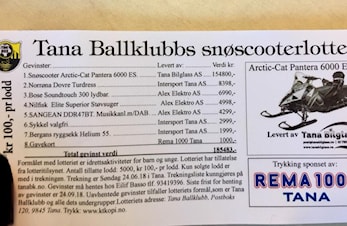 Tana Ballklubbs snøscooterlotte
Gevinster: Levert av: Verdi kr:
1.Snøscooter Arctic-Cat Pantera 6000 ES Tana Bilglass AS 154800,-
2.Norrøna Dovre Turdress Intersport Tana AS 8398,-
3.Bose Soundtouch 300 lydbar Alex Elektro AS 6990,-
4.Nilfisk Elite Superior Støvsuger Alex Elektro AS 4998,-
5.SANGEAN DDR47BT. Musikkanl.m/DAB Alex Elektro AS 4299,-
6.Sykkel valgfri Intersport Tana AS 2999,-
7.Bergans ryggsekk Helium 55 Intersport Tana AS 1999,-
8.Gavekort Rema 1000 Tana 1000,-
Total gevinst verdi 185483,-
Formålet med lotteriet er idrettsaktiviteter for barn og unge. Lotteriet har tillatelse
fra lotteritilsynet. Antall tillatte lodd: 5000, kr 100,- pr lodd. Kun solgte lodd er
med i trekningen. Trekning er Søndag 24.06.18 i Tana. Trekningsliste kunngjøres på
tanabk.no. Gevinst må hentes hos Eilif Basso tlf 93419396. Siste frist for henting
av gevinster er 24.09.18. Uavhentede gevinster tilfaller lotteriets formål, som er Tana
Ballklubb og alle dets undergrupper. Lotteriets adresse: Tana Ballklubb, Postboks
120, 9845 Tana. Trykk: www.ktkopi.no
kr 100,- pr lodd
Arctic-Cat Pantera 6000 ES
Levert av Tana Bilglass
Trykking sponset av:
REMA 100
TANA